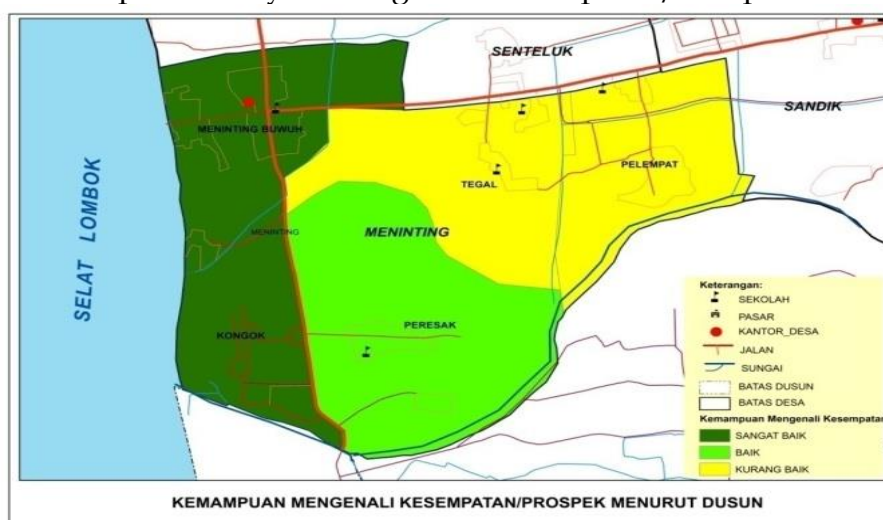 SENTELUK
SANDIK
MENINTING BUWUH
PELEMPAT
TEGAL
MENINTING
MENINTING
SELAT LOMBOK
KONGOK
PERESAK
Keterangan:
SEKOLAH
PASAR
KANTOR_DESA
JALAN
SUNGAI
BATAS DUSUN
BATAS DESA
Kemampuan Mengenali Kesempatan
SANGAT BAIK
BAIK
KURANG BAIK
KEMAMPUAN MENGENALI KESEMPATAN/PROSPEK MENURUT DUSUN